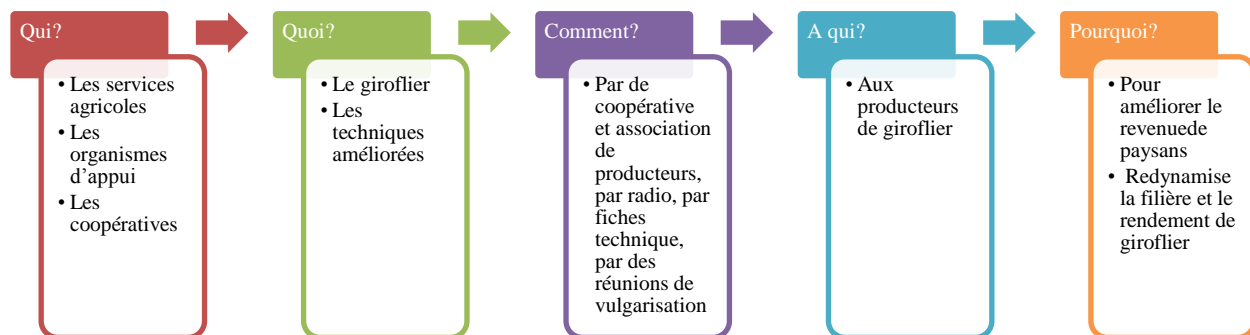 Qui?
• Les services
agricoles
• Les
organismes
d’appui
• Les
coopératives
Quoi?
• Le giroflier
• Les
techniques
améliorées
Comment?
• Par de
coopérative
et association
de
producteurs,
par radio, par
fiches
technique,
par des
réunions de
vulgarisation
A qui?
• Aux
producteurs
de giroflier
Pourquoi?
• Pour
améliorer le
revenuede
paysans
• Redynamise
la filière et le
rendement de
giroflier